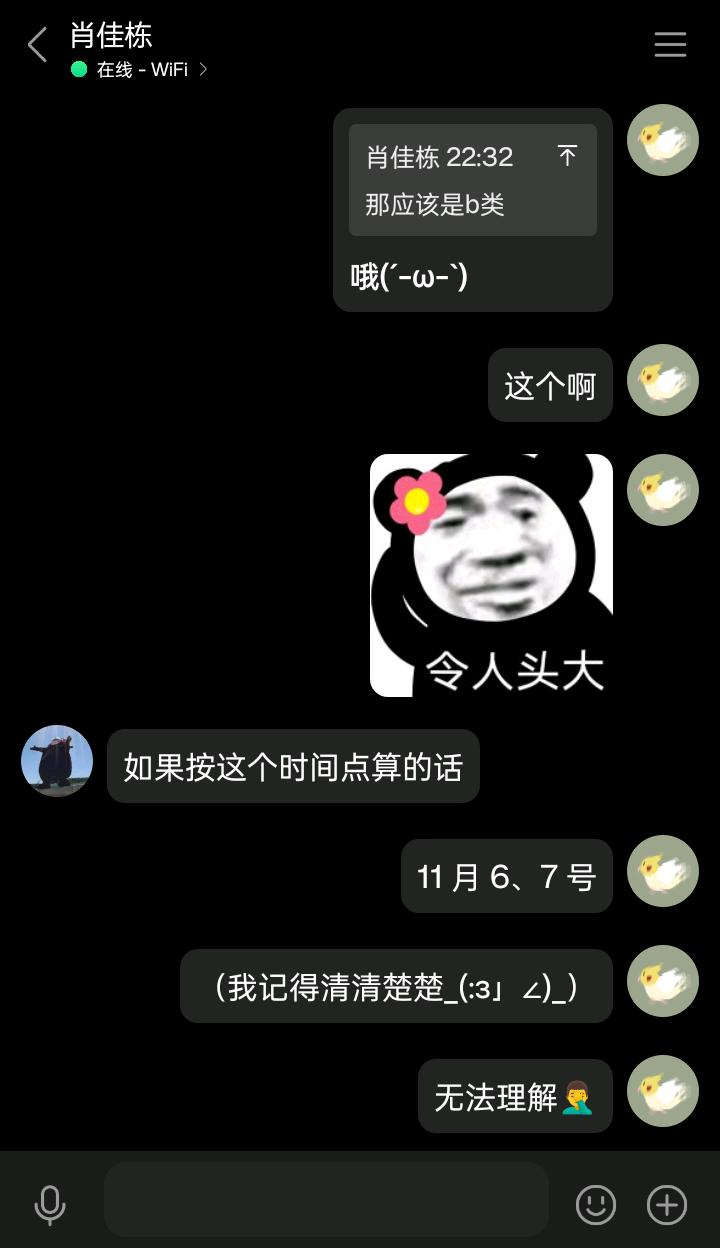 肖佳栋
在线 - WiFi
肖佳栋 22:32
那应该是b类
哦(´-ω-`)
这个啊
令人头大
如果按这个时间点算的话
11 月 6、7 号
（我记得清清楚楚_(:з」∠)_）
无法理解🤦‍♂️